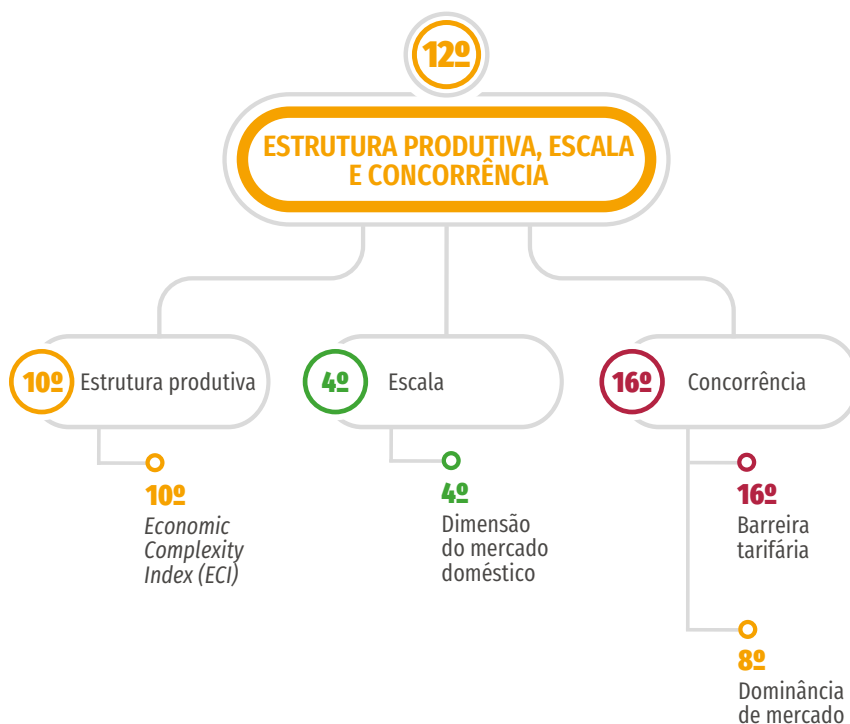 12º
ESTRUTURA PRODUTIVA, ESCALA
E CONCORRÊNCIA
10º
Estrutura produtiva
4º
Escala
16º
Concorrência
10º
Economic
Complexity
Index (ECI)
4º
Dimensão
do mercado
doméstico
16º
Barreira
tarifária
8º
Dominância
de mercado